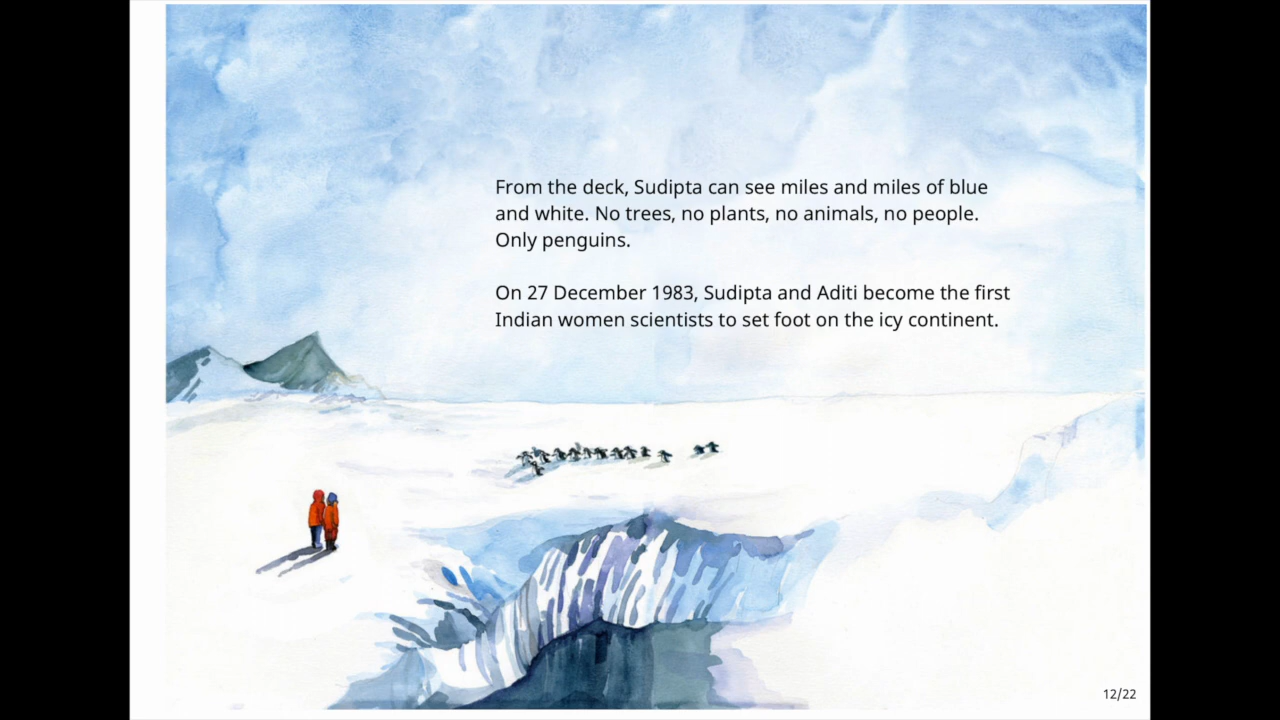 From the deck, Sudipta can see miles and miles of blue
and white. No trees, no plants, no animals, no people.
Only penguins.
On 27 December 1983, Sudipta and Aditi become the first
Indian women scientists to set foot on the icy continent.
12/22